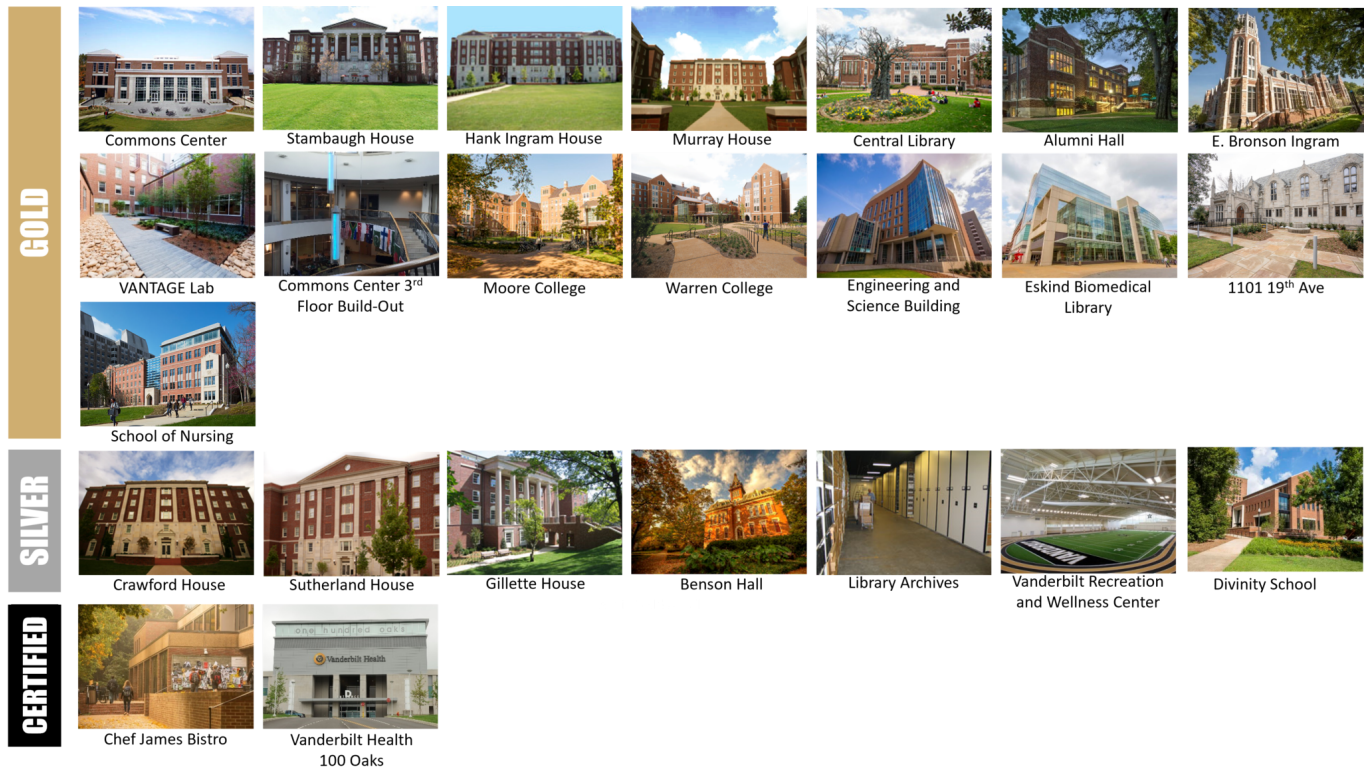 GOLD
Commons Center
Stambaugh House
Hank Ingram House
Murray House
Central Library
Alumni Hall
E. Bronson Ingram
VANTAGE Lab
Commons Center 3rd
Floor Build-Out
Moore College
Warren College
Engineering and
Science Building
Eskind Biomedical
Library
1101 19th Ave
School of Nursing
SILVER
Crawford House
Sutherland House
Gillette House
Benson Hall
Library Archives
VANDERBILT
Vanderbilt Recreation
and Wellness Center
Divinity School
CERTIFIED
Chef James Bistro
one hundred oaks
Vanderbilt Health
D
Vanderbilt Health
100 Oaks